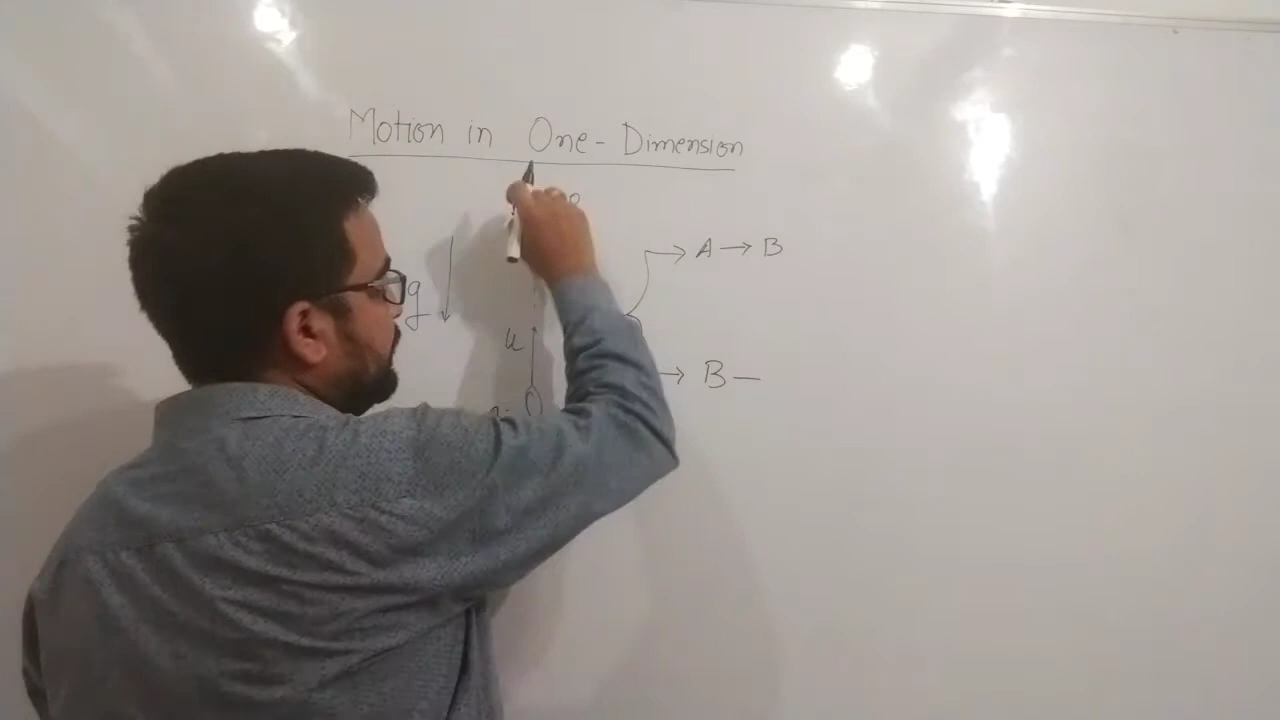 Motion in One-Dimension
A → B
g
u
→ B —